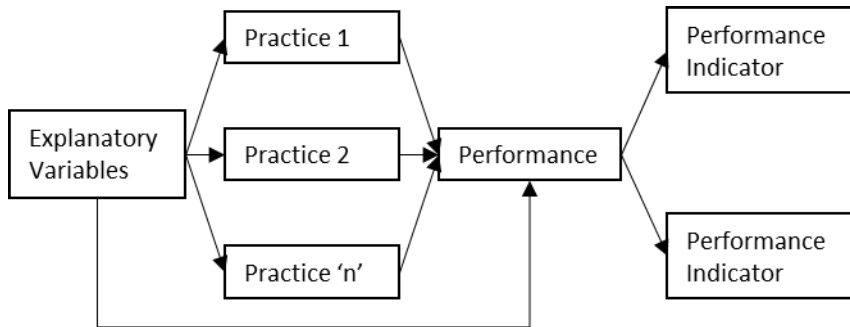 Practice 1
Performance
Indicator
Explanatory
Variables
Practice 2
Performance
Practice ‘n’
Performance
Indicator